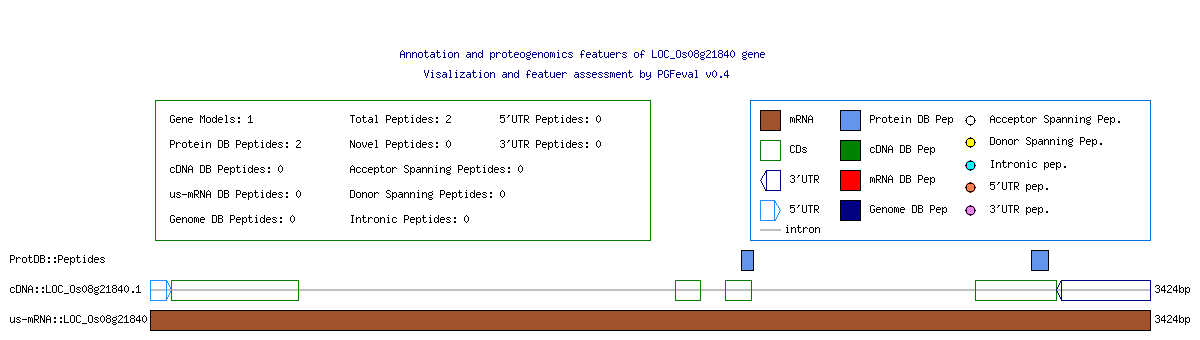 Annotation and proteogenomics featuers of LOC_Os08g21840 gene
Visalization and featuer assessment by PGFeval v0.4
Gene Models: 1 Total Peptides: 2 5'UTR Peptides: 0
Protein DB Peptides: 2 Novel Peptides: 0 3'UTR Peptides: 0
cDNA DB Peptides: 0 Acceptor Spanning Peptides: 0
us-mRNA DB Peptides: 0 Donor Spanning Peptides: 0
Genome DB Peptides: 0 Intronic Peptides: 0
mRNA Protein DB Pep Acceptor Spanning Pep.
CDs cDNA DB Pep Donor Spanning Pep.
3'UTR mRNA DB Pep Intronic pep.
5'UTR Genome DB Pep 5'UTR pep.
intron 3'UTR pep.
ProtDB::Peptides
cDNA::LOC_Os08g21840.1 3424bp
us-mRNA::LOC_Os08g21840 3424bp